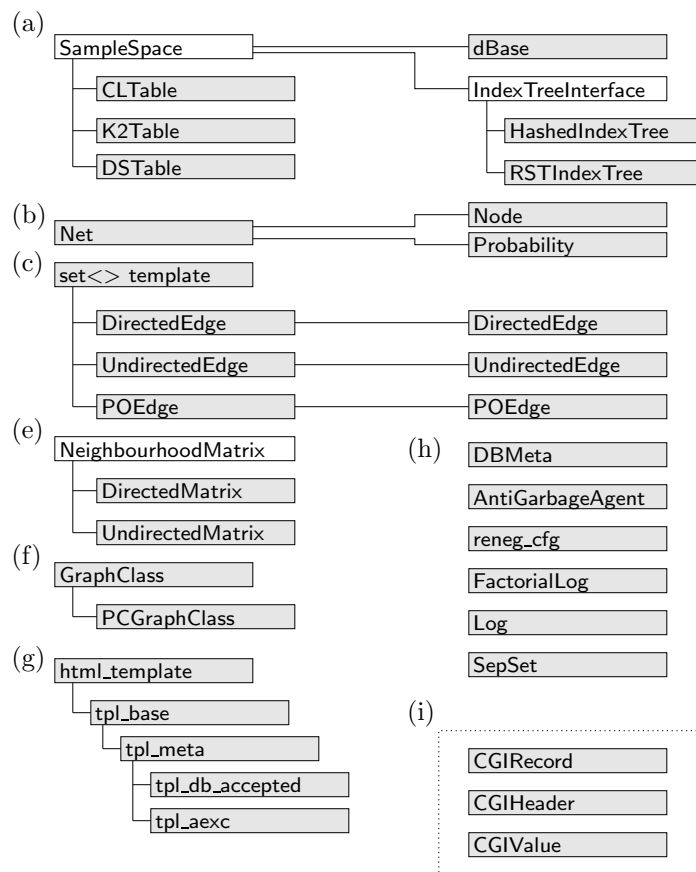 (a)
SampleSpace
dBase
CLTable
IndexTreeInterface
K2Table
HashedIndexTree
DSTable
RSTIndexTree
(b)
Net
Node
Probability
(c)
set<> template
DirectedEdge
DirectedEdge
UndirectedEdge
UndirectedEdge
POEdge
POEdge
(e)
NeighbourhoodMatrix
DirectedMatrix
UndirectedMatrix
(f)
GraphClass
PCGraphClass
(g)
html_template
tpl_base
tpl_meta
tpl_db_accepted
tpl_aexc
(h)
DBMeta
AntiGarbageAgent
reneg_cfg
FactorialLog
Log
SepSet
(i)
CGIRecord
CGIHeader
CGIValue